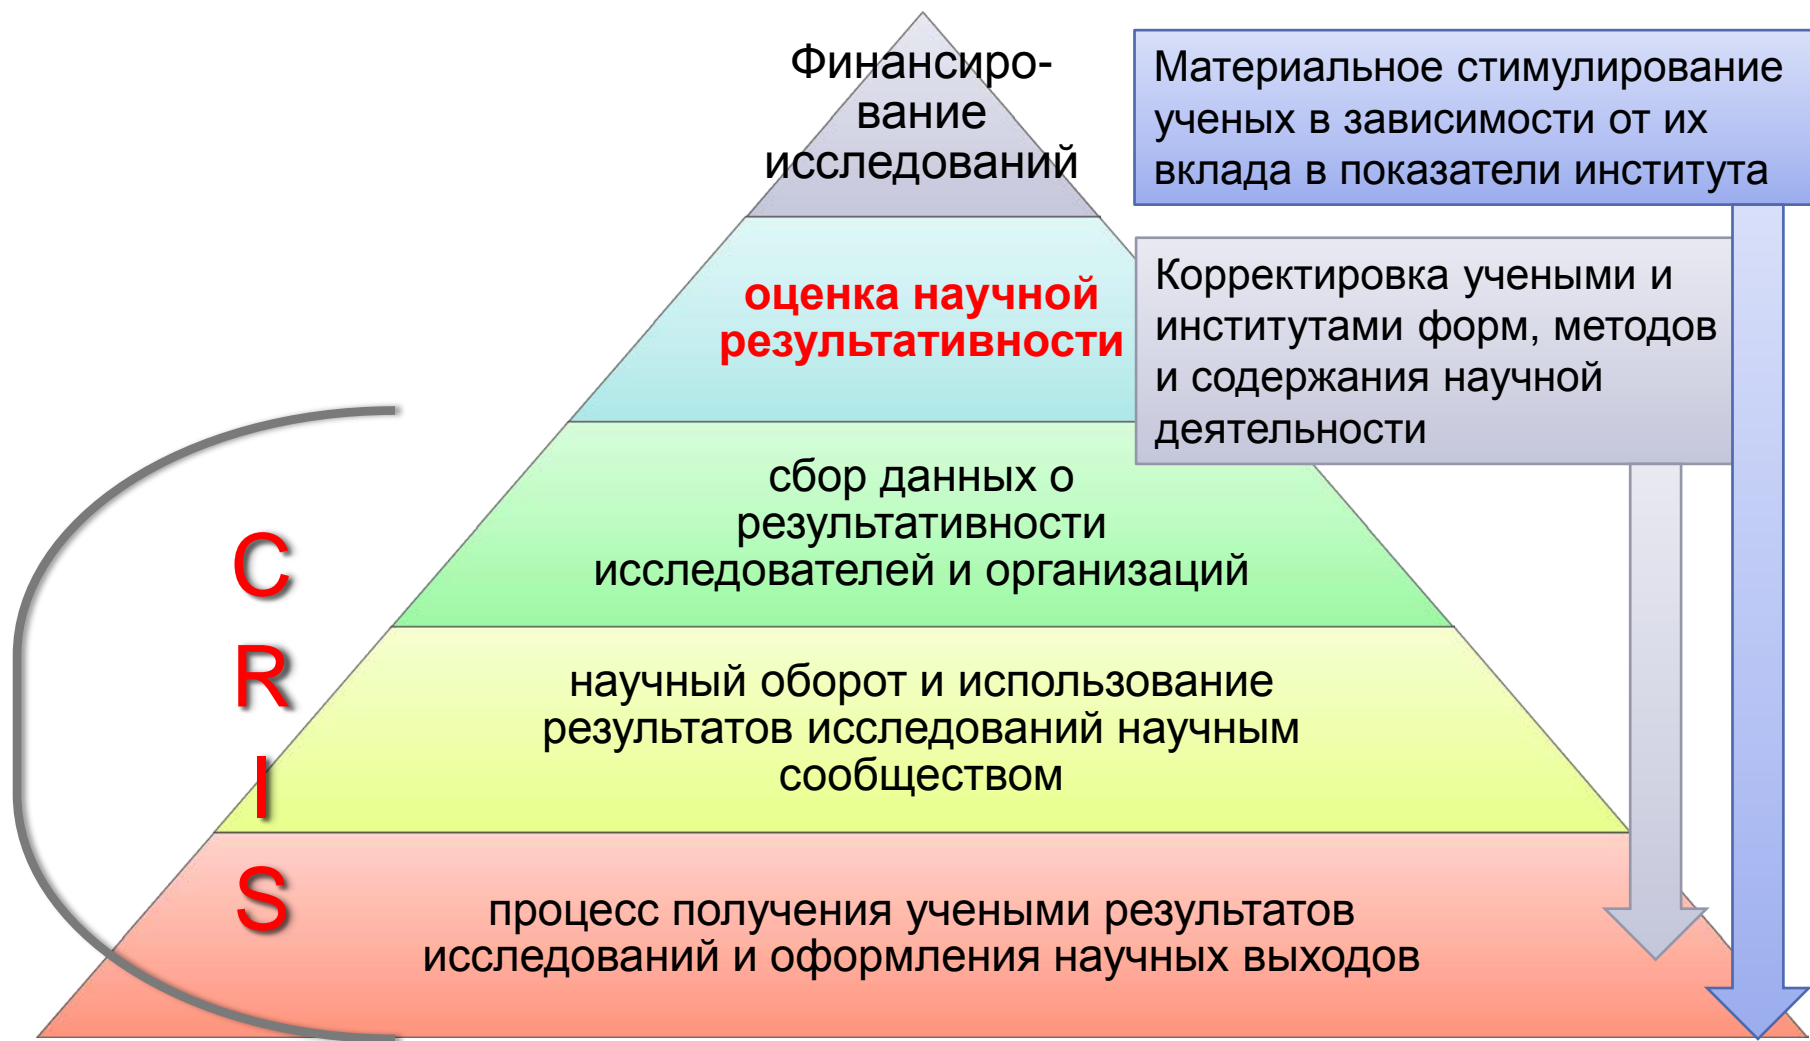 Финансиро-
вание
исследований
Материальное стимулирование
ученых в зависимости от их
вклада в показатели института
оценка научной
результативности
Корректировка учеными и
институтами форм, методов
и содержания научной
деятельности
сбор данных о
результативности
исследователей и организаций
научный оборот и использование
результатов исследований научным
сообществом
процесс получения учеными результатов
исследований и оформления научных выходов
C
R
I
S